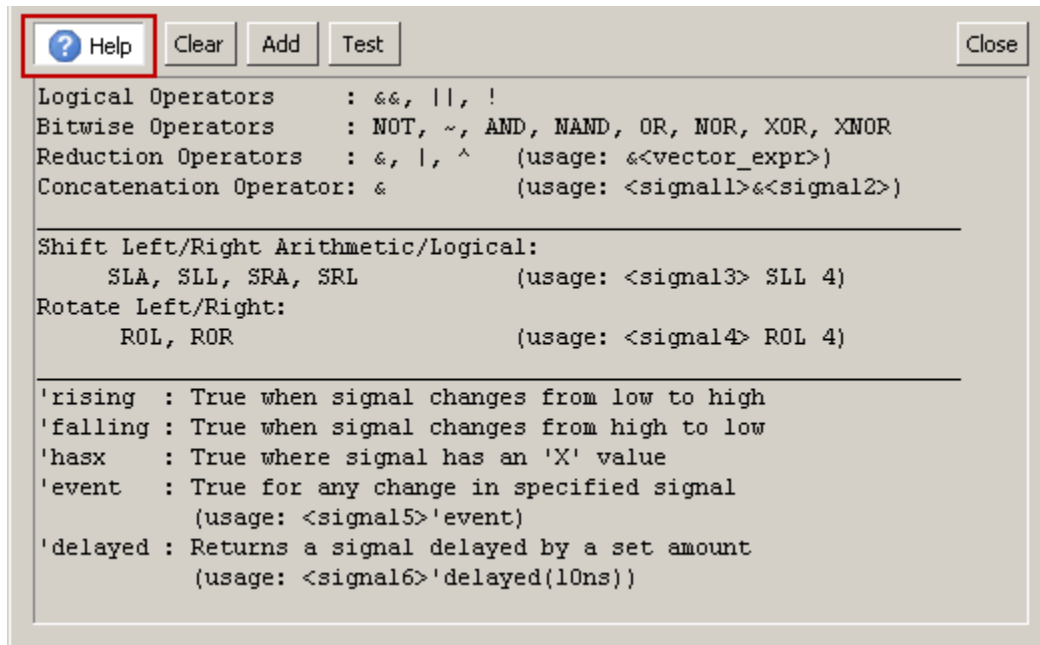 Help Clear Add Test Close
Logical Operators : &&, ||, !
Bitwise Operators : NOT, ~, AND, NAND, OR, NOR, XOR, XNOR
Reduction Operators : &, |, ^ (usage: &<vector_expr>)
Concatenation Operator: & (usage: <signal1>&<signal2>)
Shift Left/Right Arithmetic/Logical:
SLA, SLL, SRA, SRL (usage: <signal3> SLL 4)
Rotate Left/Right:
ROL, ROR (usage: <signal4> ROL 4)
'rising : True when signal changes from low to high
'falling : True when signal changes from high to low
'hasx : True where signal has an 'X' value
'event : True for any change in specified signal
(usage: <signal5>'event)
'delayed : Returns a signal delayed by a set amount
(usage: <signal6>'delayed(10ns))